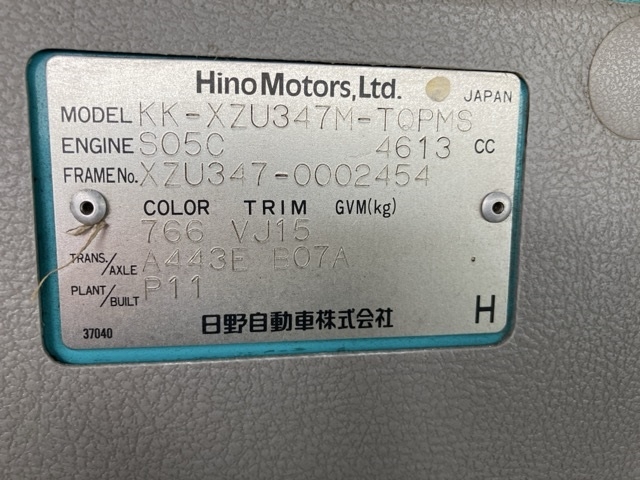 Hino Motors, Ltd.
JAPAN
MODEL KK-XZU347M-TQPMS
ENGINE S05C 4613 CC
FRAME No. XZU347-0002454
COLOR TRIM GVM(kg)
766 VJ15
TRANS./AXLE A443E E07A
PLANT/BUILT P11
37040 日野自動車株式会社 H